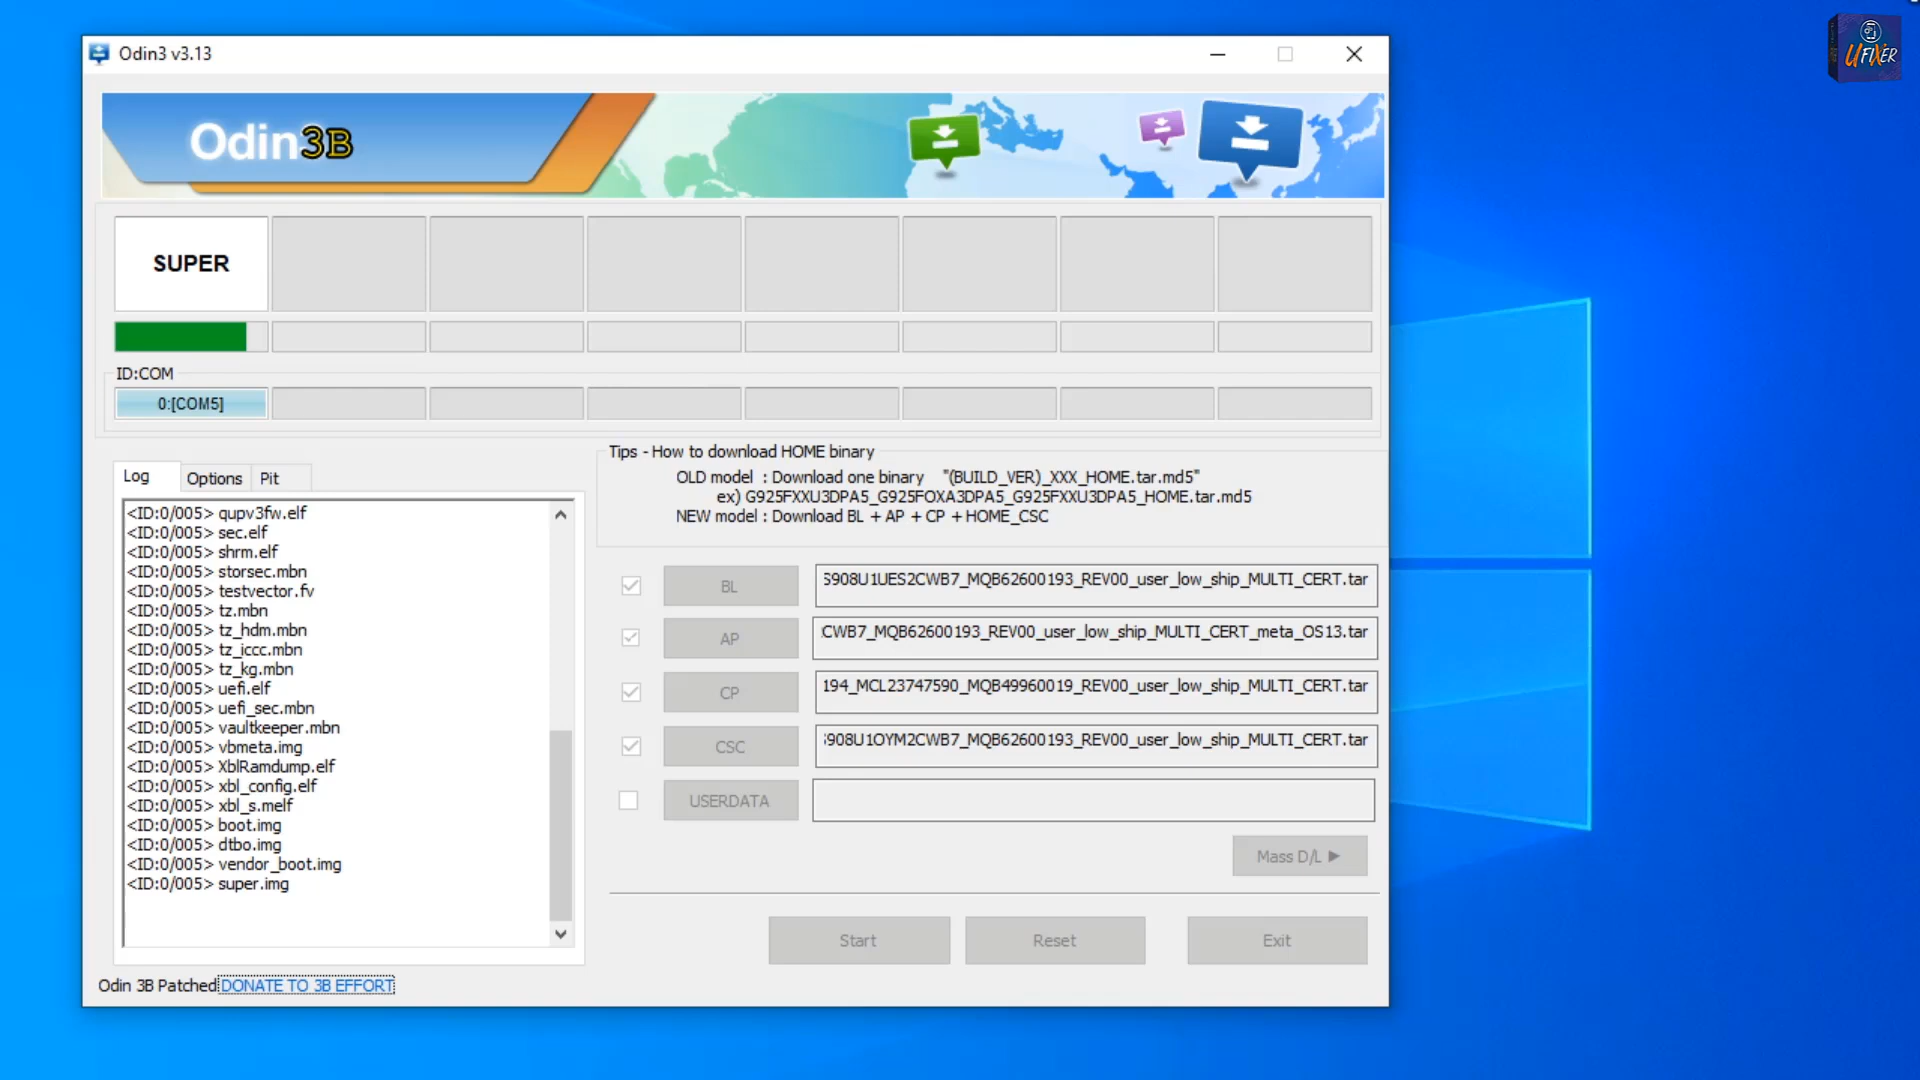 Odin3 v3.13
UFIXER
Odin3B
SUPER
ID:COM
0:[COM5]
Log
Options
Pit
<ID:0/005> qupv3fw.elf
<ID:0/005> sec.elf
<ID:0/005> shrm.elf
<ID:0/005> storsec.mbn
<ID:0/005> testvector.fv
<ID:0/005> tz.mbn
<ID:0/005> tz_hdm.mbn
<ID:0/005> tz_iccc.mbn
<ID:0/005> tz_kg.mbn
<ID:0/005> uefi.elf
<ID:0/005> uefi_sec.mbn
<ID:0/005> vaultkeeper.mbn
<ID:0/005> vbmeta.img
<ID:0/005> XblRamdump.elf
<ID:0/005> xbl_config.elf
<ID:0/005> xbl_s.melf
<ID:0/005> boot.img
<ID:0/005> dtbo.img
<ID:0/005> vendor_boot.img
<ID:0/005> super.img
Tips - How to download HOME binary
OLD model : Download one binary "(BUILD_VER)_XXX_HOME.tar.md5"
ex) G925FXXU3DPA5_G925FOXA3DPA5_G925FXXU3DPA5_HOME.tar.md5
NEW model : Download BL + AP + CP + HOME_CSC
BL
S908U1UES2CWB7_MQB62600193_REV00_user_low_ship_MULTI_CERT.tar
AP
CWB7_MQB62600193_REV00_user_low_ship_MULTI_CERT_meta_OS13.tar
CP
194_MCL23747590_MQB49960019_REV00_user_low_ship_MULTI_CERT.tar
CSC
908U1OYM2CWB7_MQB62600193_REV00_user_low_ship_MULTI_CERT.tar
USERDATA
Mass D/L ▶
Start
Reset
Exit
Odin 3B Patched DONATE TO 3B EFFORT